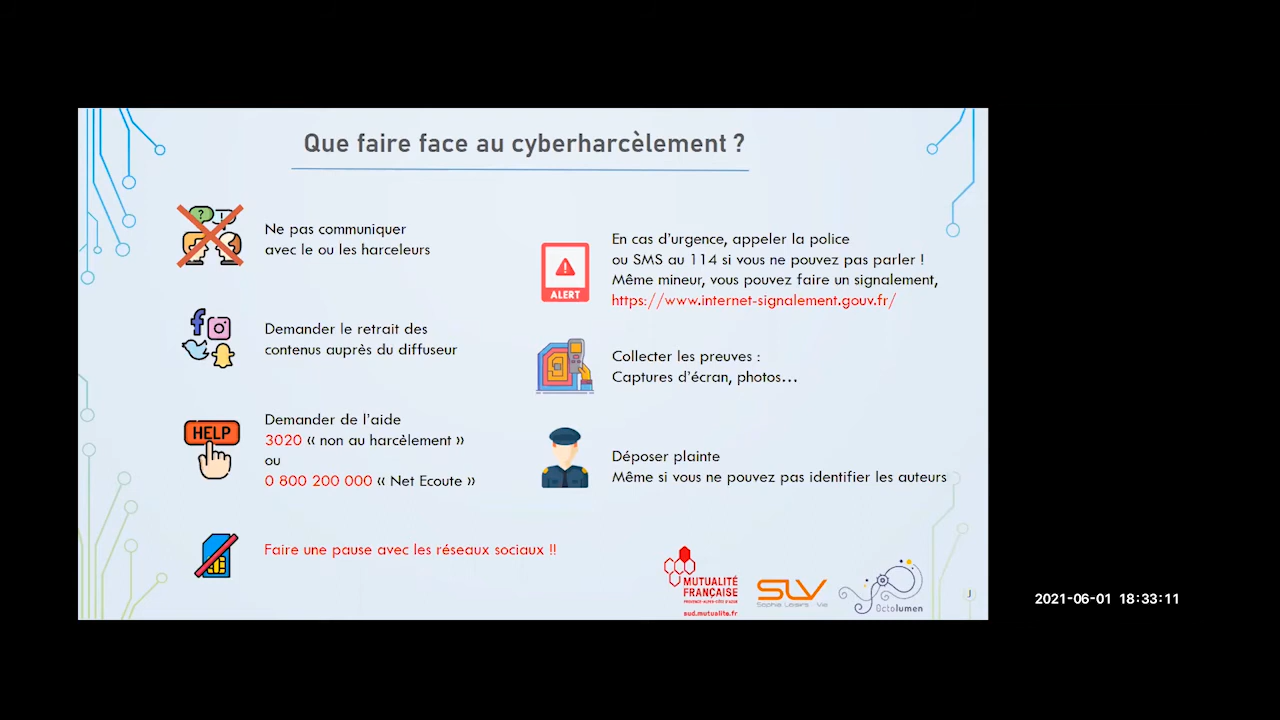 Que faire face au cyberharcèlement ?
Ne pas communiquer
avec le ou les harceleurs
Demander le retrait des
contenus auprès du diffuseur
HELP
Demander de l'aide
3020 « non au harcèlement »
ou
0 800 200 000 « Net Ecoute »
Faire une pause avec les réseaux sociaux !!
En cas d'urgence, appeler la police
ou SMS au 114 si vous ne pouvez pas parler !
Même mineur, vous pouvez faire un signalement,
https://www.internet-signalement.gouv.fr/
ALERT
Collecter les preuves :
Captures d'écran, photos...
Déposer plainte
Même si vous ne pouvez pas identifier les auteurs
MUTUALITÉ
FRANÇAISE
PROVENCE-ALPES-CÔTE D'AZUR
sud.mutualite.fr
SLV
Sophia Loisirs Vie
Octolumen
J
2021-06-01 18:33:11